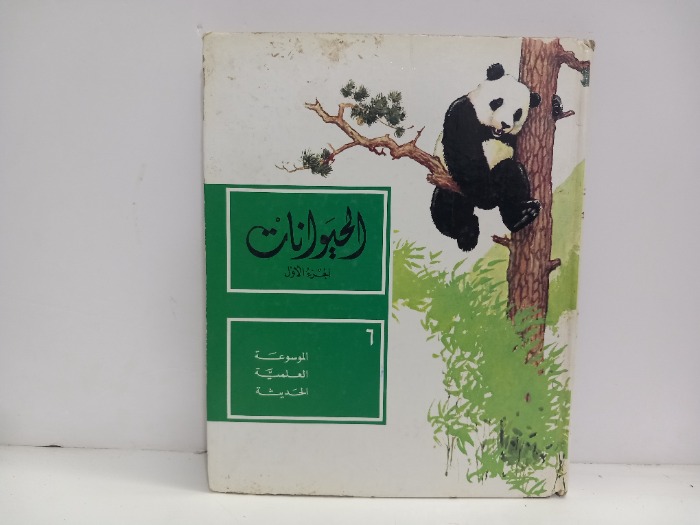 الحيوانات
الجزء الأول
٦
الموسوعة
العلمية
الحديثة